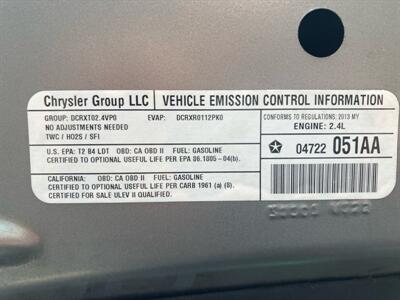 Chrysler Group LLC VEHICLE EMISSION CONTROL INFORMATION
GROUP: DCRXT02.4VP0 EVAP: DCRXR0112PK0
NO ADJUSTMENTS NEEDED
TWC / HO2S / SFI
CONFORMS TO REGULATIONS: 2013 MY
ENGINE: 2.4L
U.S. EPA: T2 B4 LDT OBD: CA OBD II FUEL: GASOLINE
CERTIFIED TO OPTIONAL USEFUL LIFE PER EPA 86.1805-04(b).
04722 051AA
CALIFORNIA: OBD: CA OBD II FUEL: GASOLINE
CERTIFIED TO OPTIONAL USEFUL LIFE PER CARB 1961 (a) (8).
CERTIFIED FOR SALE ULEV II QUALIFIED.